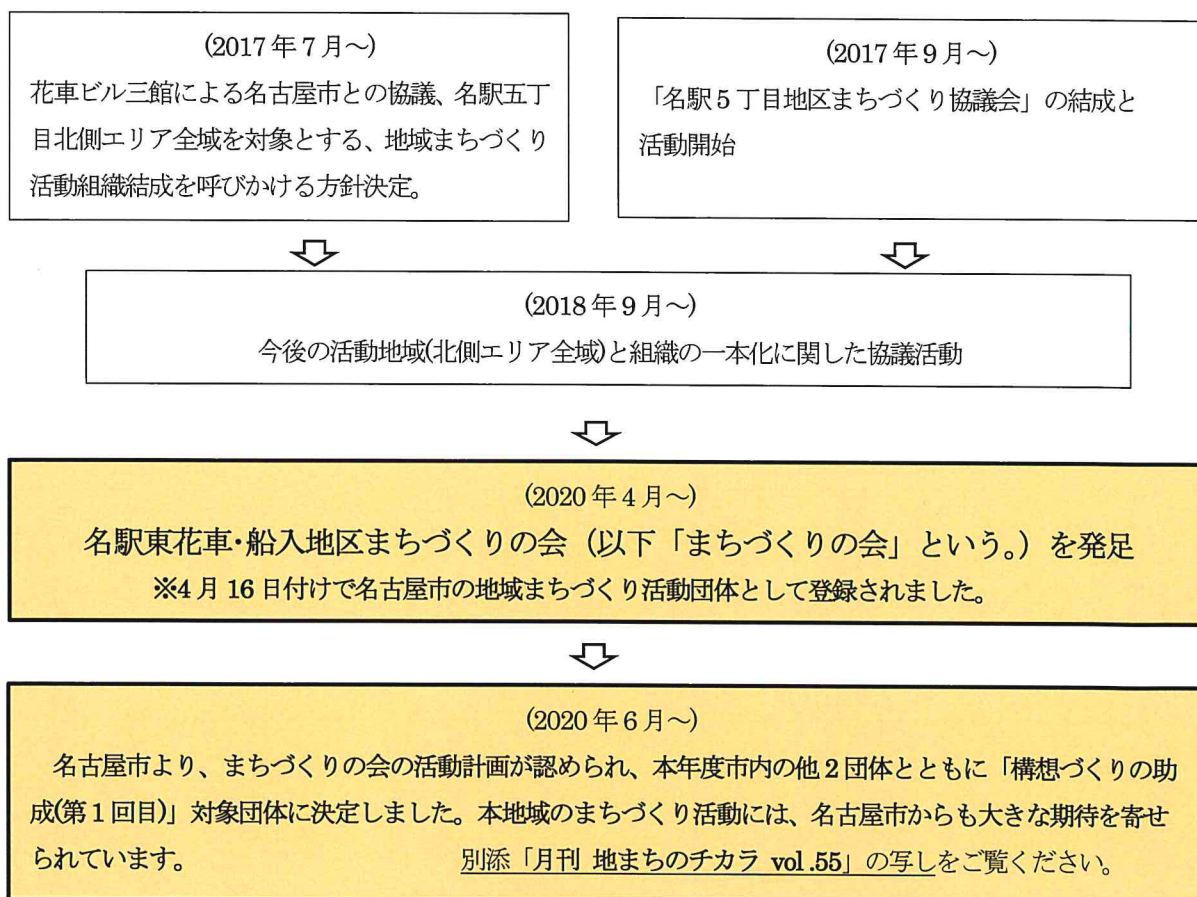 (2017年7月～)
花車ビル三館による名古屋市との協議、名駅五丁
目北側エリア全域を対象とする、地域まちづくり
活動組織結成を呼びかける方針決定。
(2017年9月～)
「名駅5丁目地区まちづくり協議会」の結成と
活動開始
(2018年9月～)
今後の活動地域(北側エリア全域)と組織の一本化に関した協議活動
(2020年4月～)
名駅東花車・船入地区まちづくりの会（以下「まちづくりの会」という。）を発足
※4月16日付けで名古屋市の地域まちづくり活動団体として登録されました。
(2020年6月～)
名古屋市より、まちづくりの会の活動計画が認められ、本年度市内の他2団体とともに「構想づくりの助
成(第1回目)」対象団体に決定しました。本地域のまちづくり活動には、名古屋市からも大きな期待を寄せ
られています。 別添「月刊 地まちのチカラ vol.55」の写しをご覧ください。